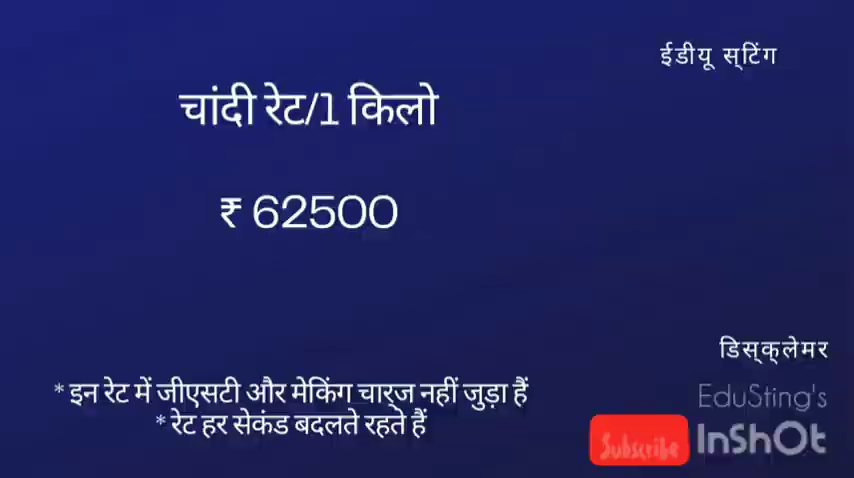 ईडीयू स्टिंग
चांदी रेट/1 किलो
₹ 62500
डिस्क्लेमर
* इन रेट में जीएसटी और मेकिंग चार्ज नहीं जुड़ा हैं
* रेट हर सेकंड बदलते रहते हैं
EduSting's
Subscribe
InShOt